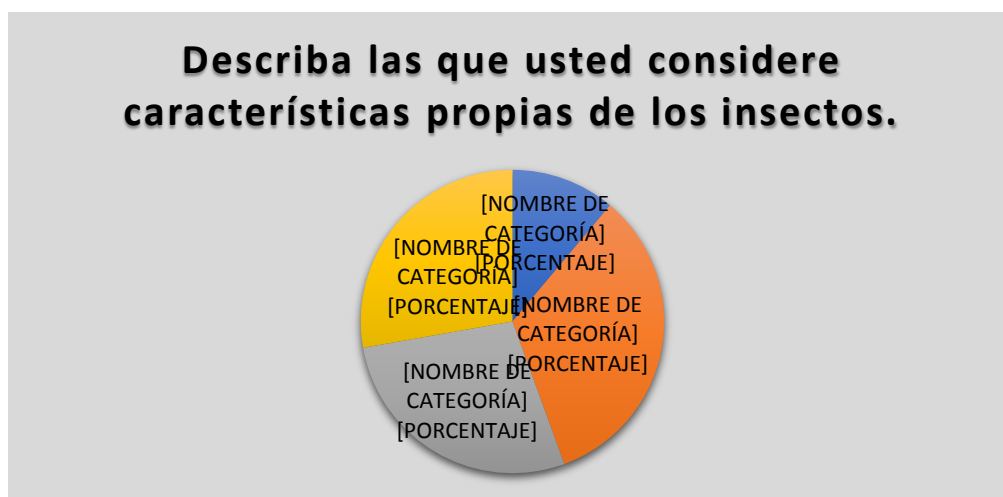 Describa las que usted considere
características propias de los insectos.
[NOMBRE DE
CATEGORÍA]
[PORCENTAJE]
[NOMBRE DE
CATEGORÍA]
[PORCENTAJE]
[NOMBRE DE
CATEGORÍA]
[PORCENTAJE]
[NOMBRE DE
CATEGORÍA]
[PORCENTAJE]